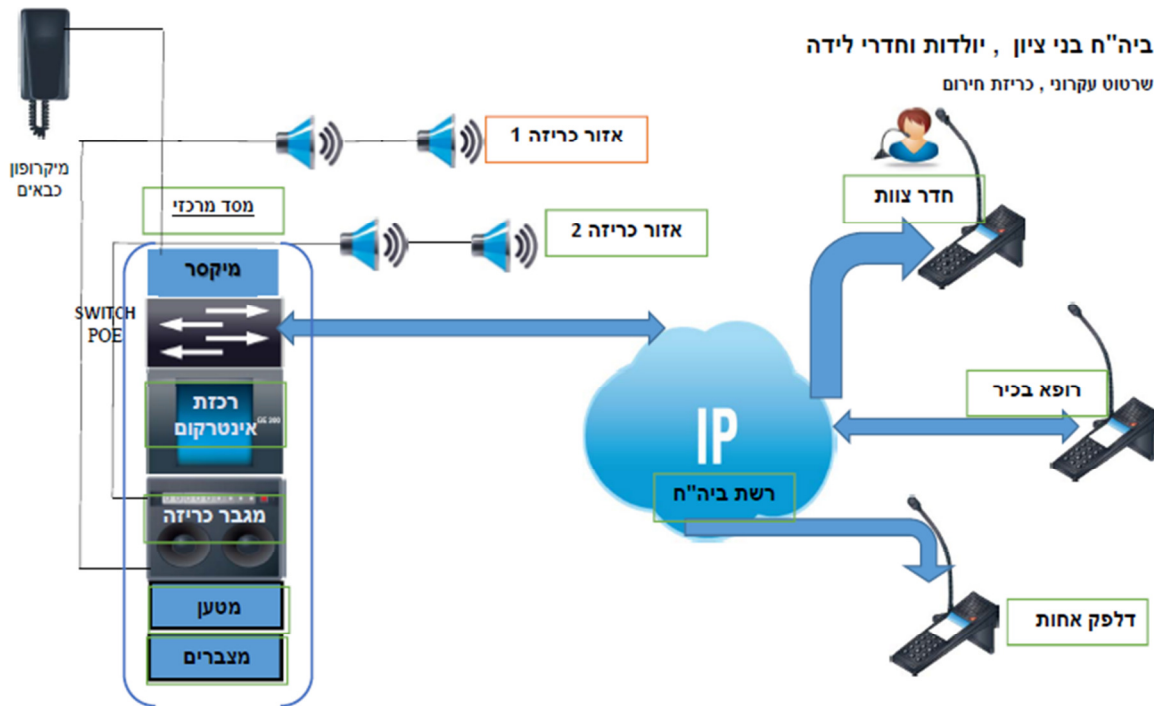 ביה"ח בני ציון , יולדות וחדרי לידה
שרטוט עקרוני , כריזת חירום
מיקרופון
כבאים
אזור כריזה 1
אזור כריזה 2
מסד מרכזי
מיקסר
SWITCH
POE
רכזת
אינטרקום
GE 300
מגבר כריזה
מטען
מצברים
IP
רשת ביה"ח
חדר צוות
רופא בכיר
דלפק אחות